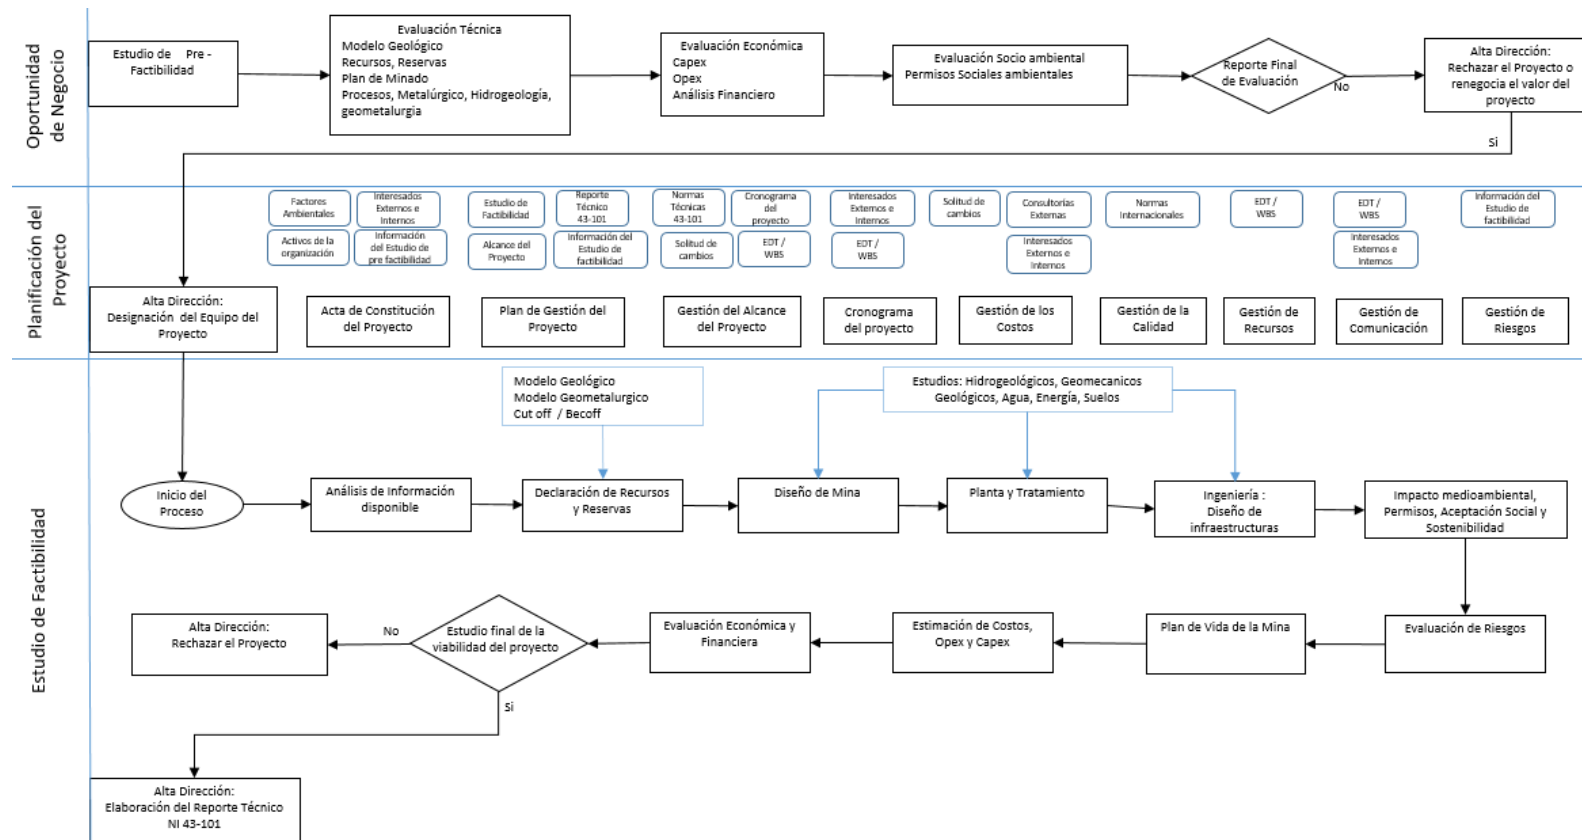 Oportunidad
de Negocio
Estudio de Pre -
Factibilidad
Evaluación Técnica
Modelo Geológico
Recursos, Reservas
Plan de Minado
Procesos, Metalúrgico, Hidrogeología,
geometalurgia
Evaluación Económica
Capex
Opex
Análisis Financiero
Evaluación Socio ambiental
Permisos Sociales ambientales
Reporte Final
de Evaluación
No
Alta Dirección:
Rechazar el Proyecto o
renegocia el valor del
proyecto
Si
Planificación del
Proyecto
Factores
Ambientales
Interesados
Externos e
Internos
Estudio de
Factibilidad
Reporte
Técnico
43-101
Normas
Técnicas
43-101
Cronograma
del
proyecto
Interesados
Externos e
Internos
Solitud de
cambios
Consultorías
Externas
Normas
Internacionales
EDT /
WBS
EDT /
WBS
Información del
Estudio de
factibilidad
Activos de la
organización
Información
del Estudio de
pre factibilidad
Alcance del
Proyecto
Información del
Estudio de
factibilidad
Solitud de
cambios
EDT /
WBS
EDT /
WBS
Interesados
Externos e
Internos
Interesados
Externos e
Internos
Alta Dirección:
Designación del Equipo del
Proyecto
Acta de Constitución
del Proyecto
Plan de Gestión del
Proyecto
Gestión del Alcance
del Proyecto
Cronograma
del proyecto
Gestión de los
Costos
Gestión de la
Calidad
Gestión de
Recursos
Gestión de
Comunicación
Gestión de
Riesgos
Estudio de Factibilidad
Modelo Geológico
Modelo Geometalurgico
Cut off / Becoff
Estudios: Hidrogeológicos, Geomecanicos
Geológicos, Agua, Energía, Suelos
Inicio del
Proceso
Análisis de Información
disponible
Declaración de Recursos
y Reservas
Diseño de Mina
Planta y Tratamiento
Ingeniería :
Diseño de
infraestructuras
Impacto medioambiental,
Permisos, Aceptación Social y
Sostenibilidad
Alta Dirección:
Rechazar el Proyecto
No
Estudio final de la
viabilidad del proyecto
Evaluación Económica y
Financiera
Estimación de Costos,
Opex y Capex
Plan de Vida de la Mina
Evaluación de Riesgos
Si
Alta Dirección:
Elaboración del Reporte Técnico
NI 43-101